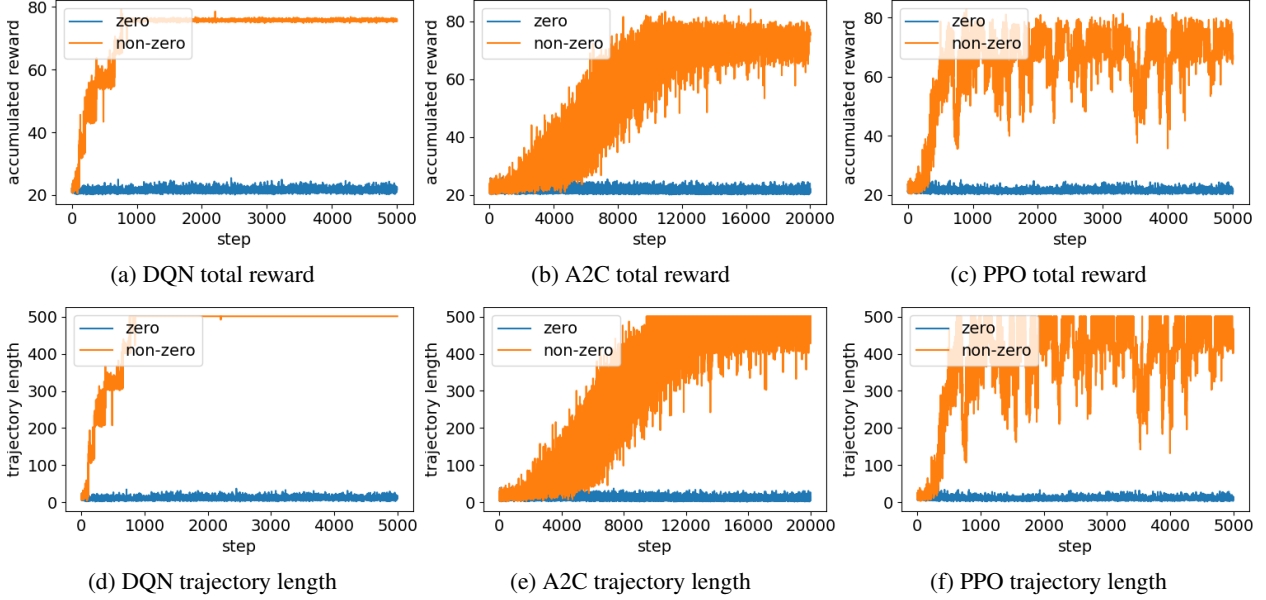 80
60
40
20
accumulated reward
zero
non-zero
0 1000 2000 3000 4000 5000
step
(a) DQN total reward
80
60
40
20
accumulated reward
zero
non-zero
0 4000 8000 12000 16000 20000
step
(b) A2C total reward
80
60
40
20
accumulated reward
zero
non-zero
0 1000 2000 3000 4000 5000
step
(c) PPO total reward
500
400
300
200
100
0
trajectory length
zero
non-zero
0 1000 2000 3000 4000 5000
step
(d) DQN trajectory length
500
400
300
200
100
0
trajectory length
zero
non-zero
0 4000 8000 12000 16000 20000
step
(e) A2C trajectory length
500
400
300
200
100
0
trajectory length
zero
non-zero
0 1000 2000 3000 4000 5000
step
(f) PPO trajectory length